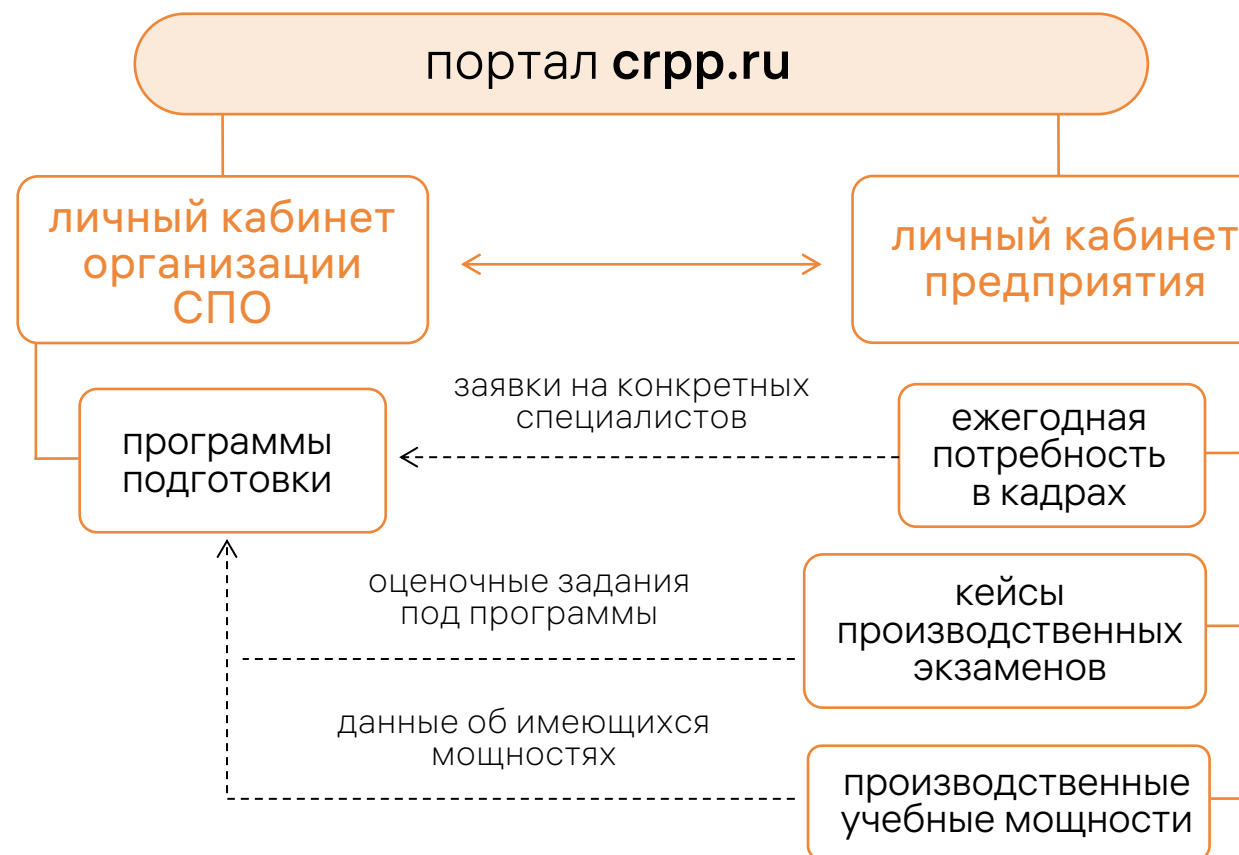 портал crpp.ru
личный кабинет
организации
СПО
личный кабинет
предприятия
заявки на конкретных
специалистов
программы
подготовки
ежегодная
потребность
в кадрах
оценочные задания
под программы
кейсы
производственных
экзаменов
данные об имеющихся
мощностях
производственные
учебные мощности